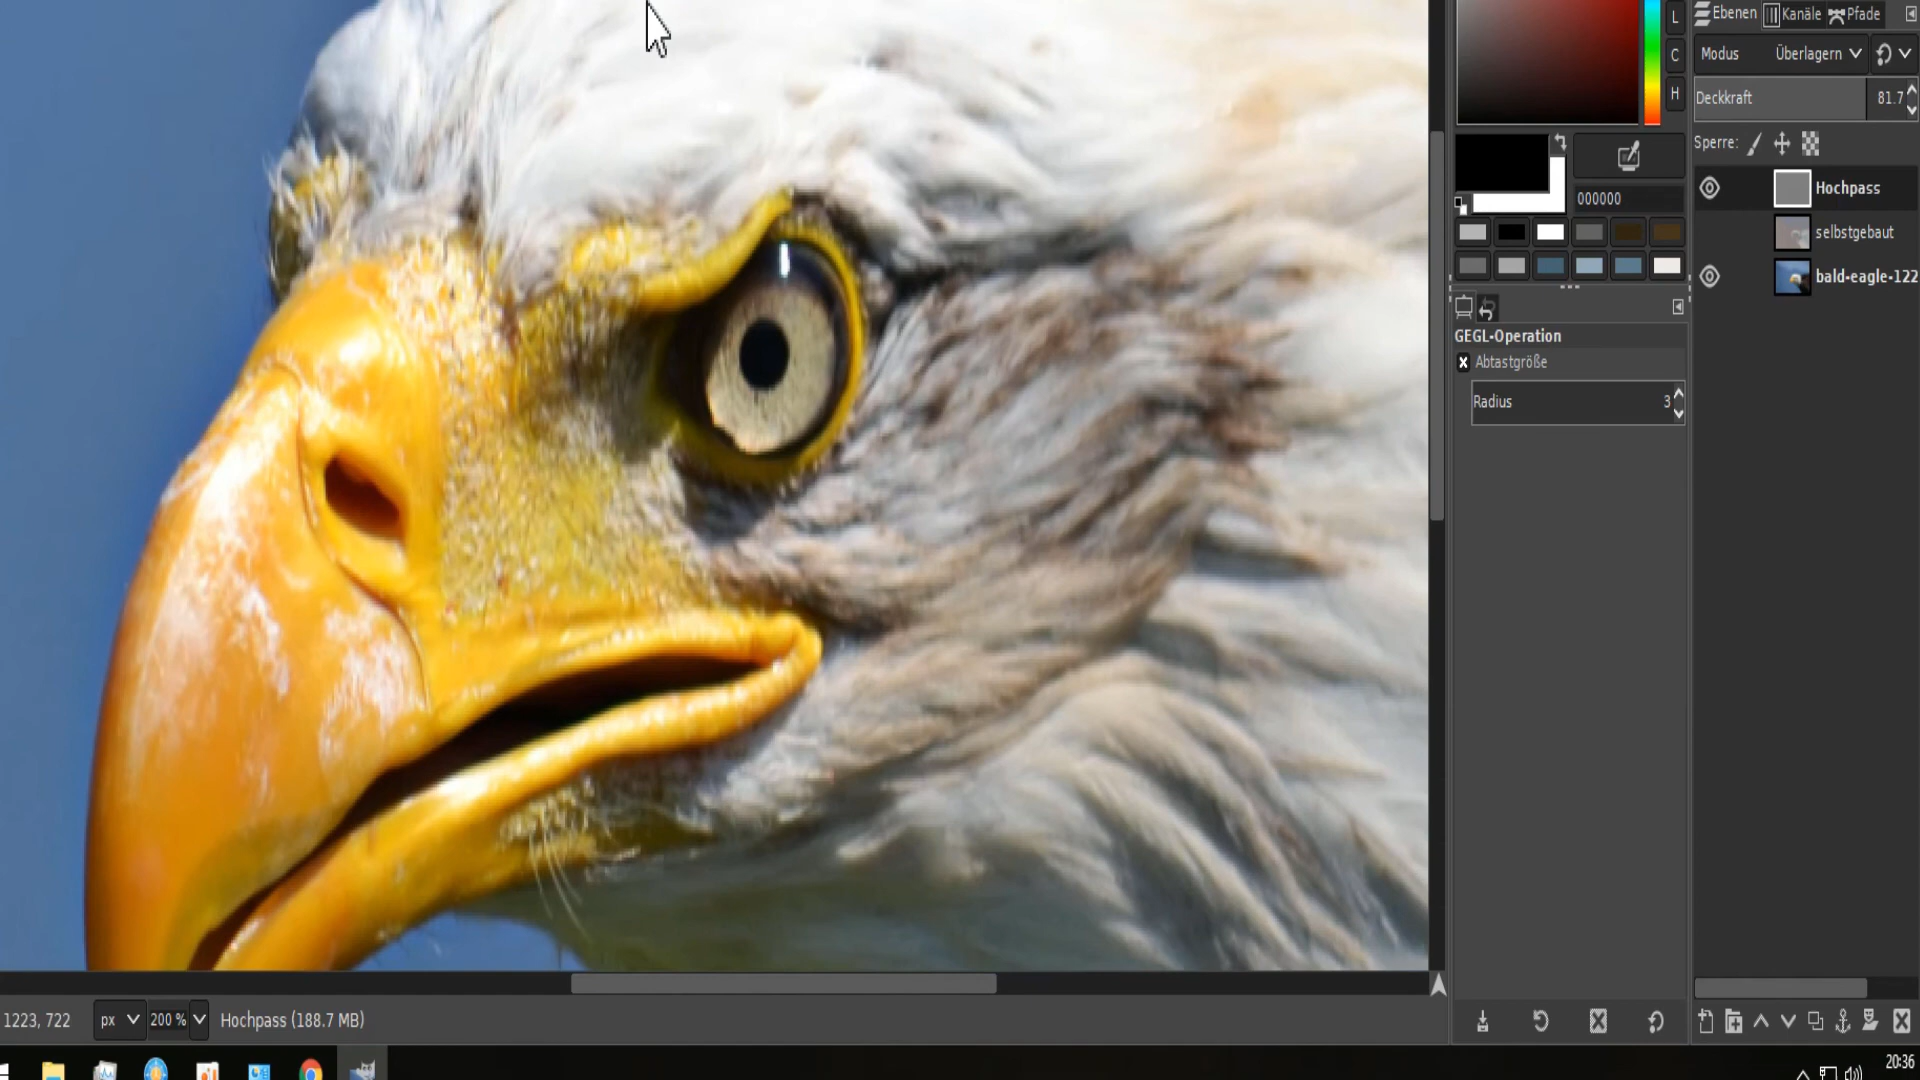 Ebenen Kanäle Pfade
L
Modus Überlagern
C
Deckkraft 81.7
H
Sperre:
Hochpass
000000
selbstgebaut
bald-eagle-122
GEGL-Operation
Abtastgröße
Radius 3
1223, 722 px 200 % Hochpass (188.7 MB)
20:36